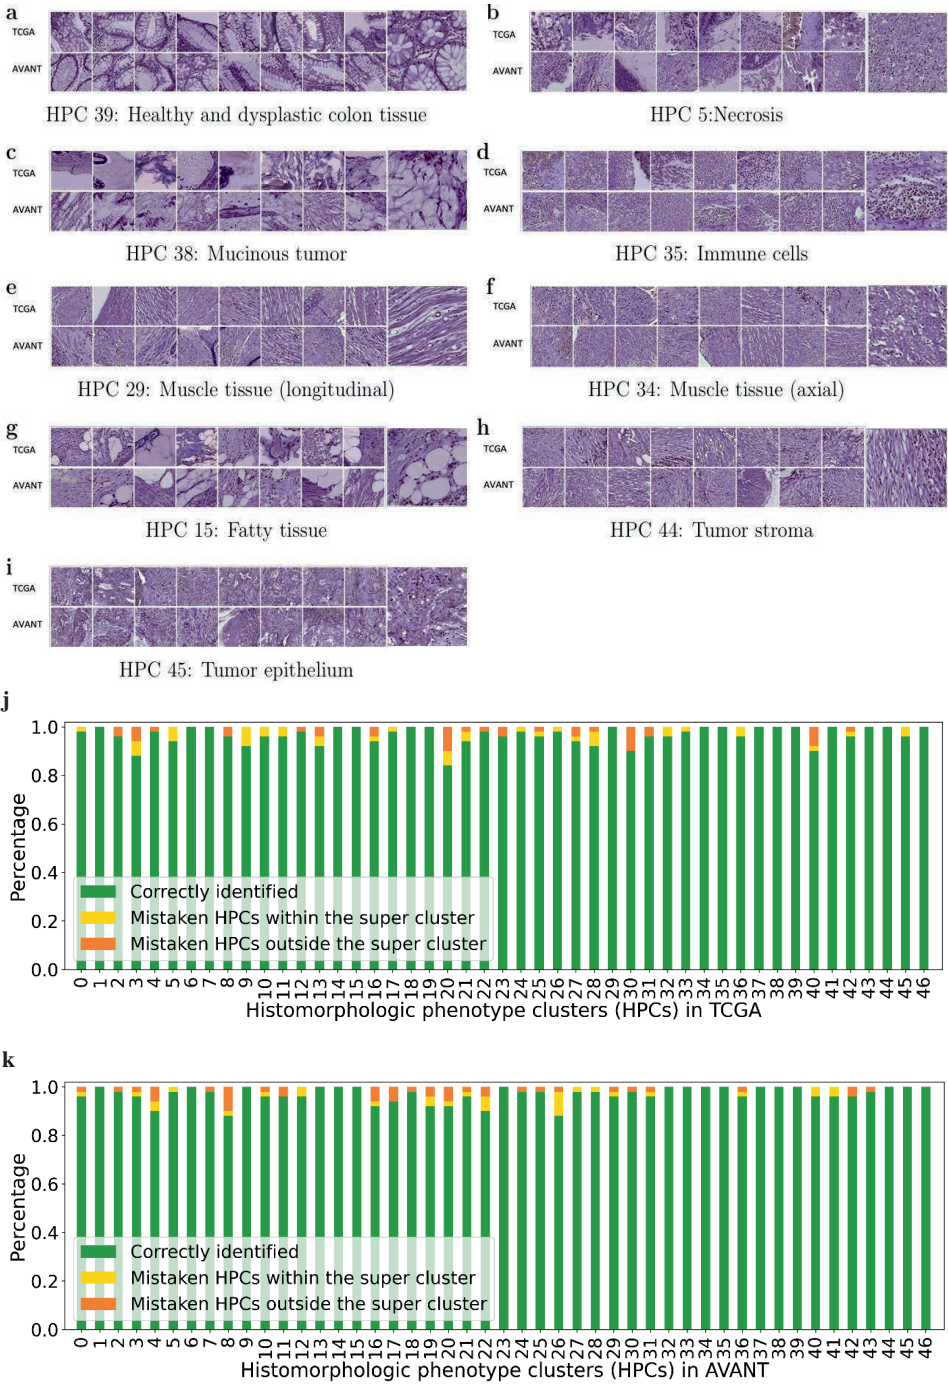 a
TCGA
AVANT
HPC 39: Healthy and dysplastic colon tissue
b
TCGA
AVANT
HPC 5:Necrosis
c
TCGA
AVANT
HPC 38: Mucinous tumor
d
TCGA
AVANT
HPC 35: Immune cells
e
TCGA
AVANT
HPC 29: Muscle tissue (longitudinal)
f
TCGA
AVANT
HPC 34: Muscle tissue (axial)
g
TCGA
AVANT
HPC 15: Fatty tissue
h
TCGA
AVANT
HPC 44: Tumor stroma
i
TCGA
AVANT
HPC 45: Tumor epithelium
j
Percentage
1.0
0.8
0.6
0.4
0.2
0.0
Correctly identified
Mistaken HPCs within the super cluster
Mistaken HPCs outside the super cluster
0 1 2 3 4 5 6 7 8 9 10 11 12 13 14 15 16 17 18 19 20 21 22 23 24 25 26 27 28 29 30 31 32 33 34 35 36 37 38 39 40 41 42 43 44 45 46
Histomorphologic phenotype clusters (HPCs) in TCGA
k
Percentage
1.0
0.8
0.6
0.4
0.2
0.0
Correctly identified
Mistaken HPCs within the super cluster
Mistaken HPCs outside the super cluster
0 1 2 3 4 5 6 7 8 9 10 11 12 13 14 15 16 17 18 19 20 21 22 23 24 25 26 27 28 29 30 31 32 33 34 35 36 37 38 39 40 41 42 43 44 45 46
Histomorphologic phenotype clusters (HPCs) in AVANT